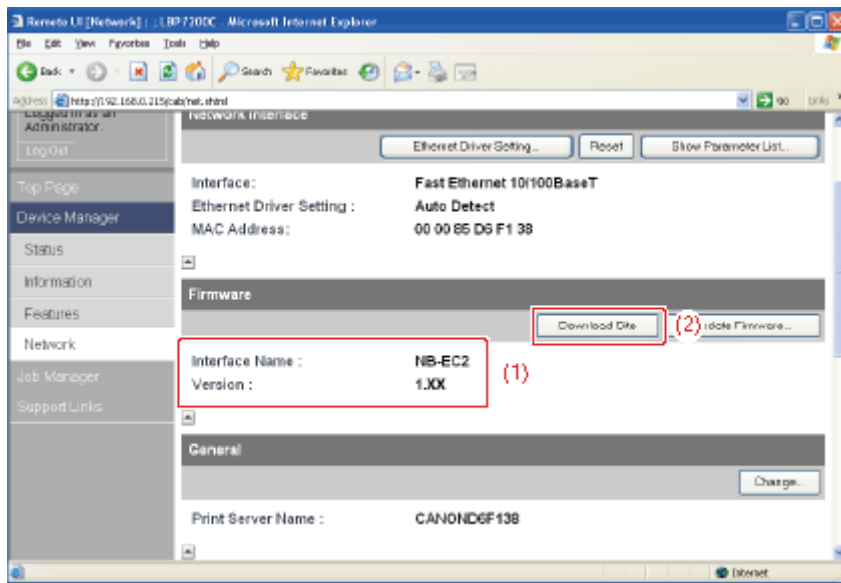 Remote UI [Network] : ; LBP7200C - Microsoft Internet Explorer
File Edit View Favorites Tools Help
Back Search Favorites
Address http://192.168.0.215/cab/net.shtml Go Links
Logged in as an
Administrator.
Log Out
Top Page
Device Manager
Status
Information
Features
Network
Job Manager
Support Links
Network Interface
Ethernet Driver Setting... Reset Show Parameter List...
Interface: Fast Ethernet 10/100BaseT
Ethernet Driver Setting : Auto Detect
MAC Address: 00 00 85 D6 F1 38
Firmware
Download Site (2) date Firmware...
Interface Name : NB-EC2
Version : 1.XX
(1)
General
Change...
Print Server Name : CANOND6F138
Internet